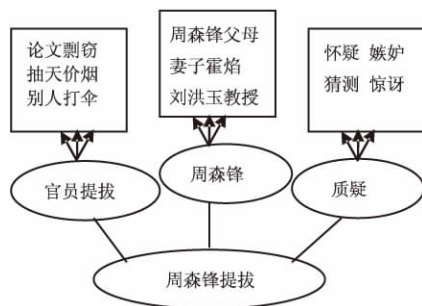 论文剽窃
抽天价烟
别人打伞
周森锋父母
妻子霍焰
刘洪玉教授
怀疑 嫉妒
猜测 惊讶
官员提拔
周森锋
质疑
周森锋提拔